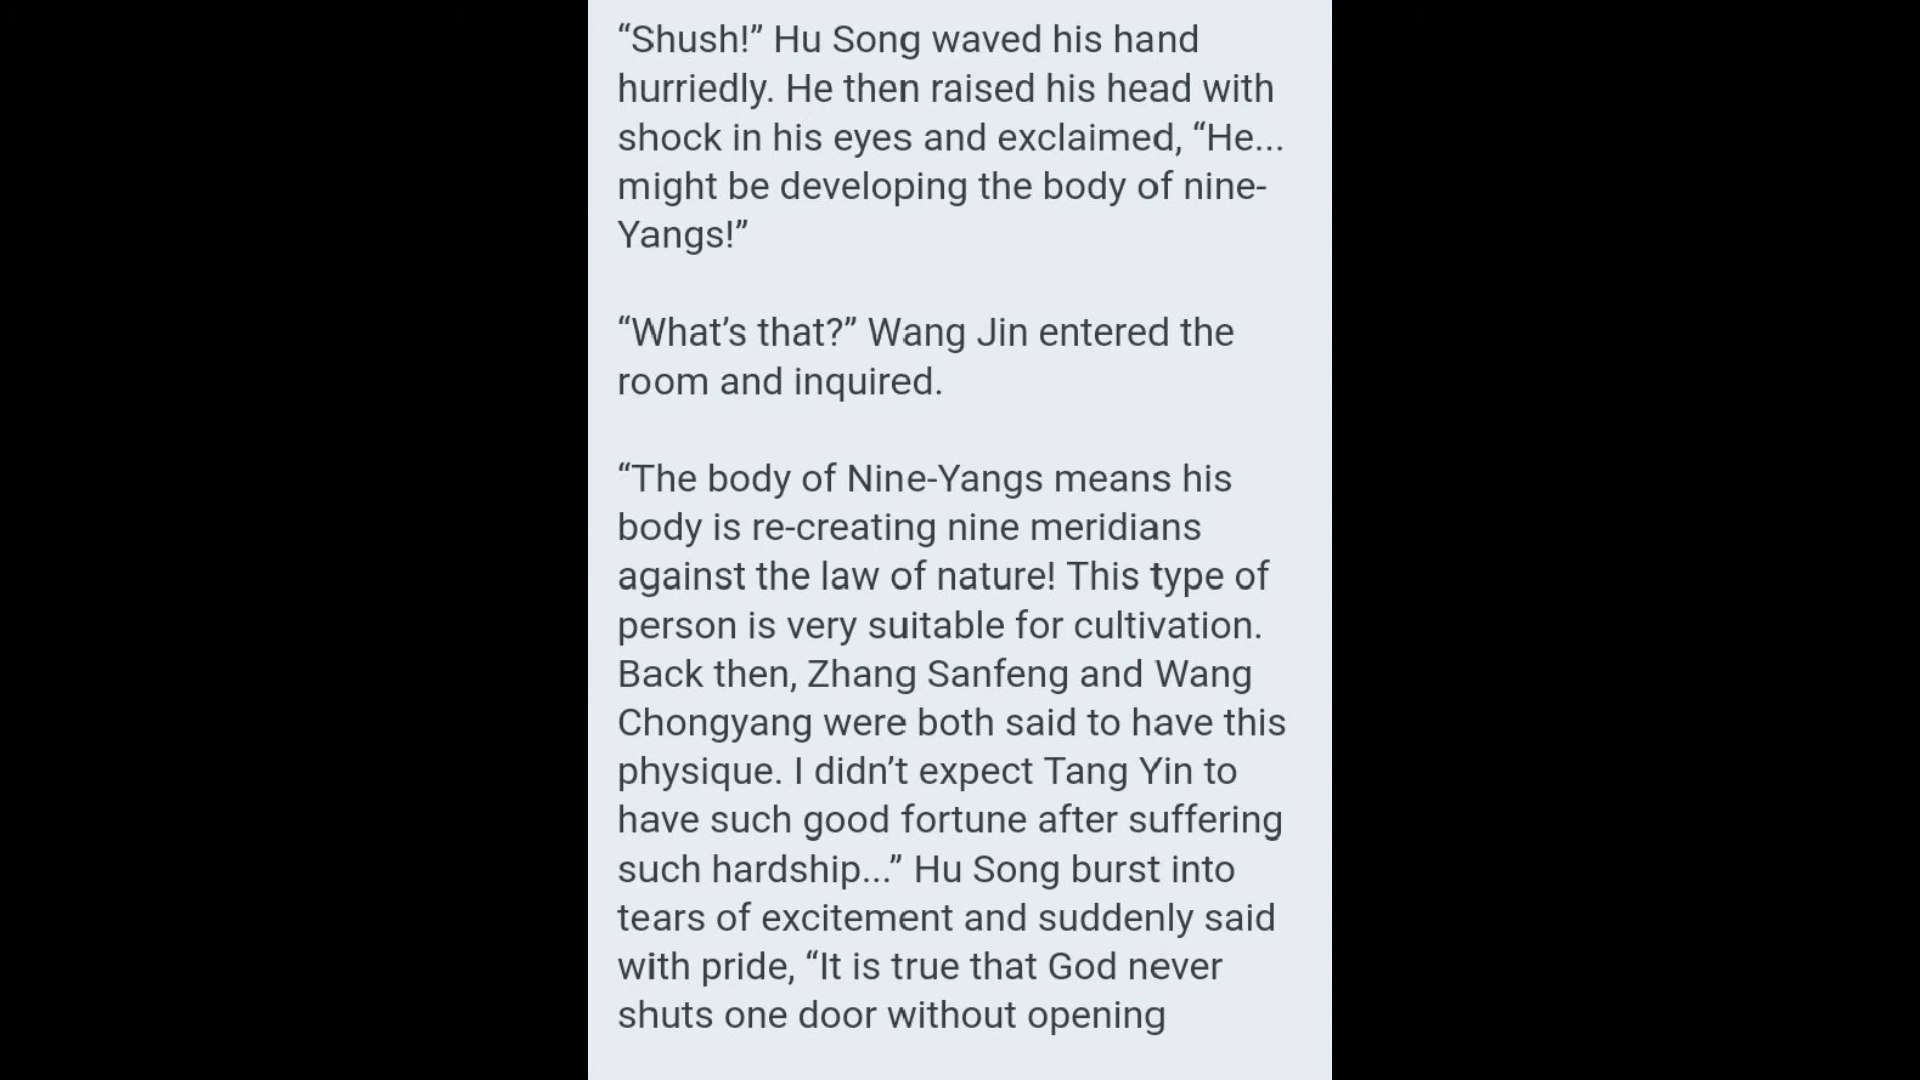 “Shush!” Hu Song waved his hand
hurriedly. He then raised his head with
shock in his eyes and exclaimed, “He...
might be developing the body of nine-
Yangs!”
“What’s that?” Wang Jin entered the
room and inquired.
“The body of Nine-Yangs means his
body is re-creating nine meridians
against the law of nature! This type of
person is very suitable for cultivation.
Back then, Zhang Sanfeng and Wang
Chongyang were both said to have this
physique. I didn’t expect Tang Yin to
have such good fortune after suffering
such hardship...” Hu Song burst into
tears of excitement and suddenly said
with pride, “It is true that God never
shuts one door without opening